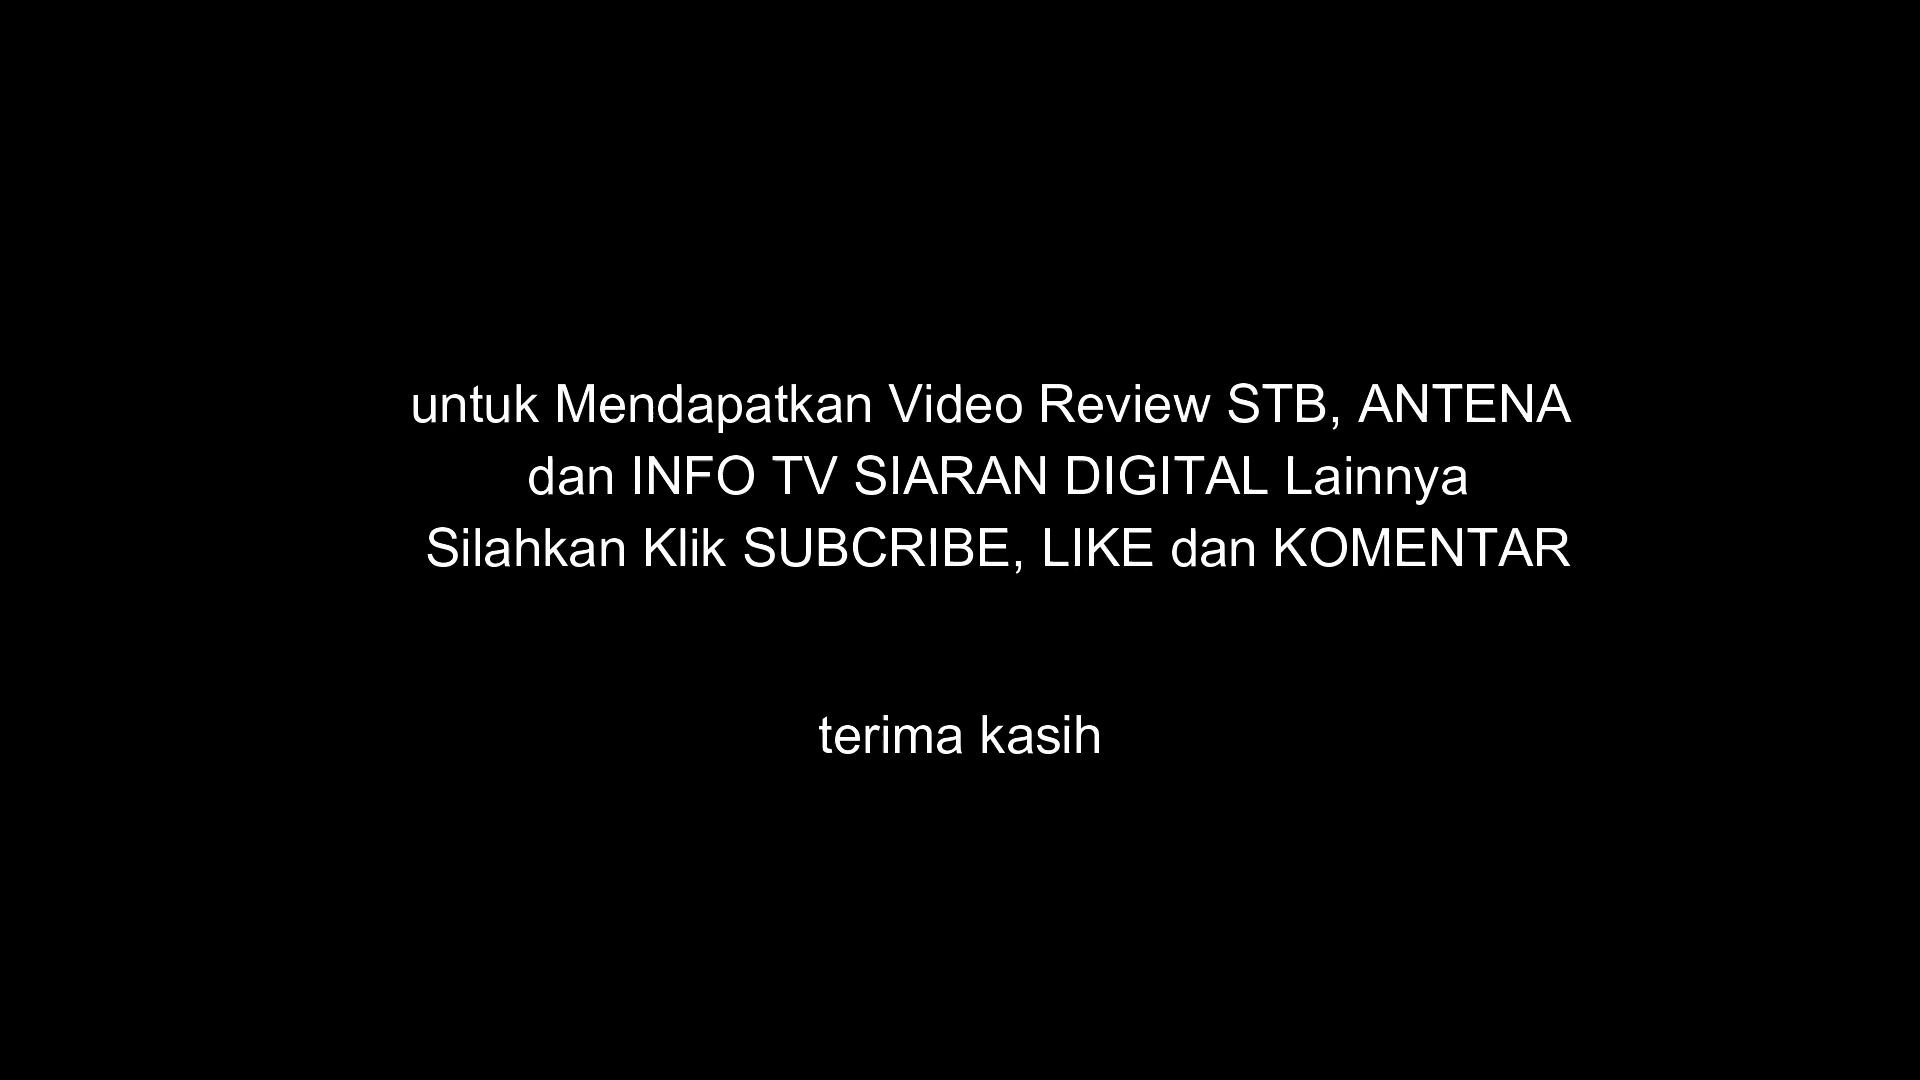 untuk Mendapatkan Video Review STB, ANTENA
dan INFO TV SIARAN DIGITAL Lainnya
Silahkan Klik SUBCRIBE, LIKE dan KOMENTAR
terima kasih